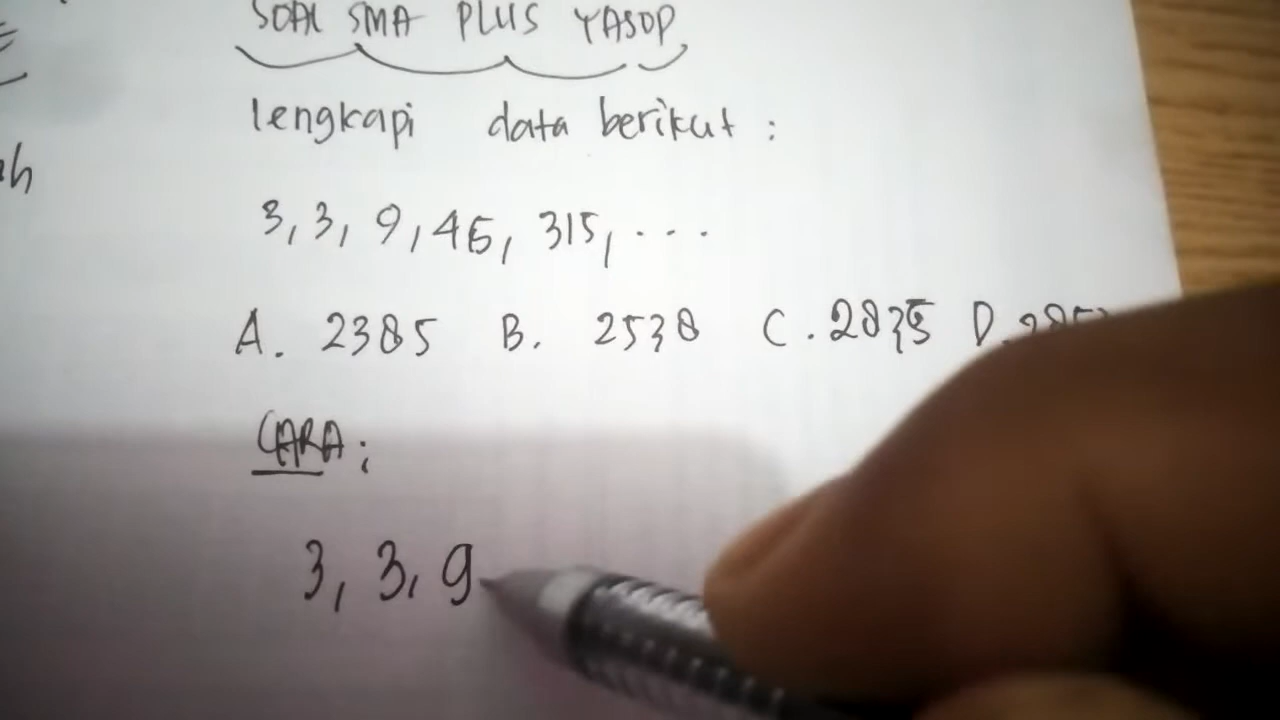 SOAL SMA PLUS YASOP
lengkapi data berikut :
3, 3, 9, 45, 315, ...
A. 2385 B. 2538 C. 2835 D.
CARA :
3, 3, 9